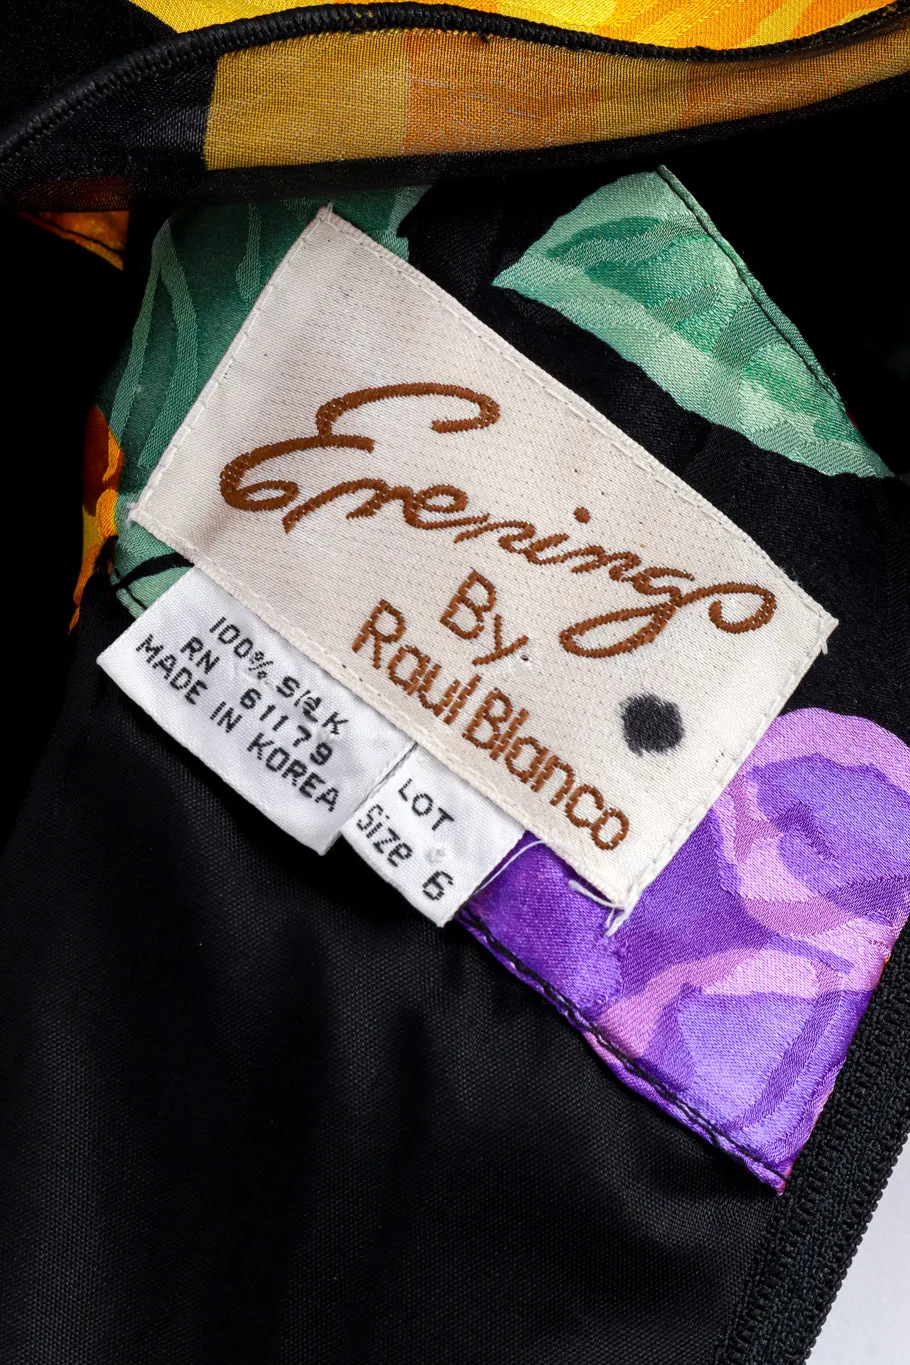 Evenings
By
Raul Blanco
100% SILK
RN 61179
MADE IN KOREA
LOT
Size 6